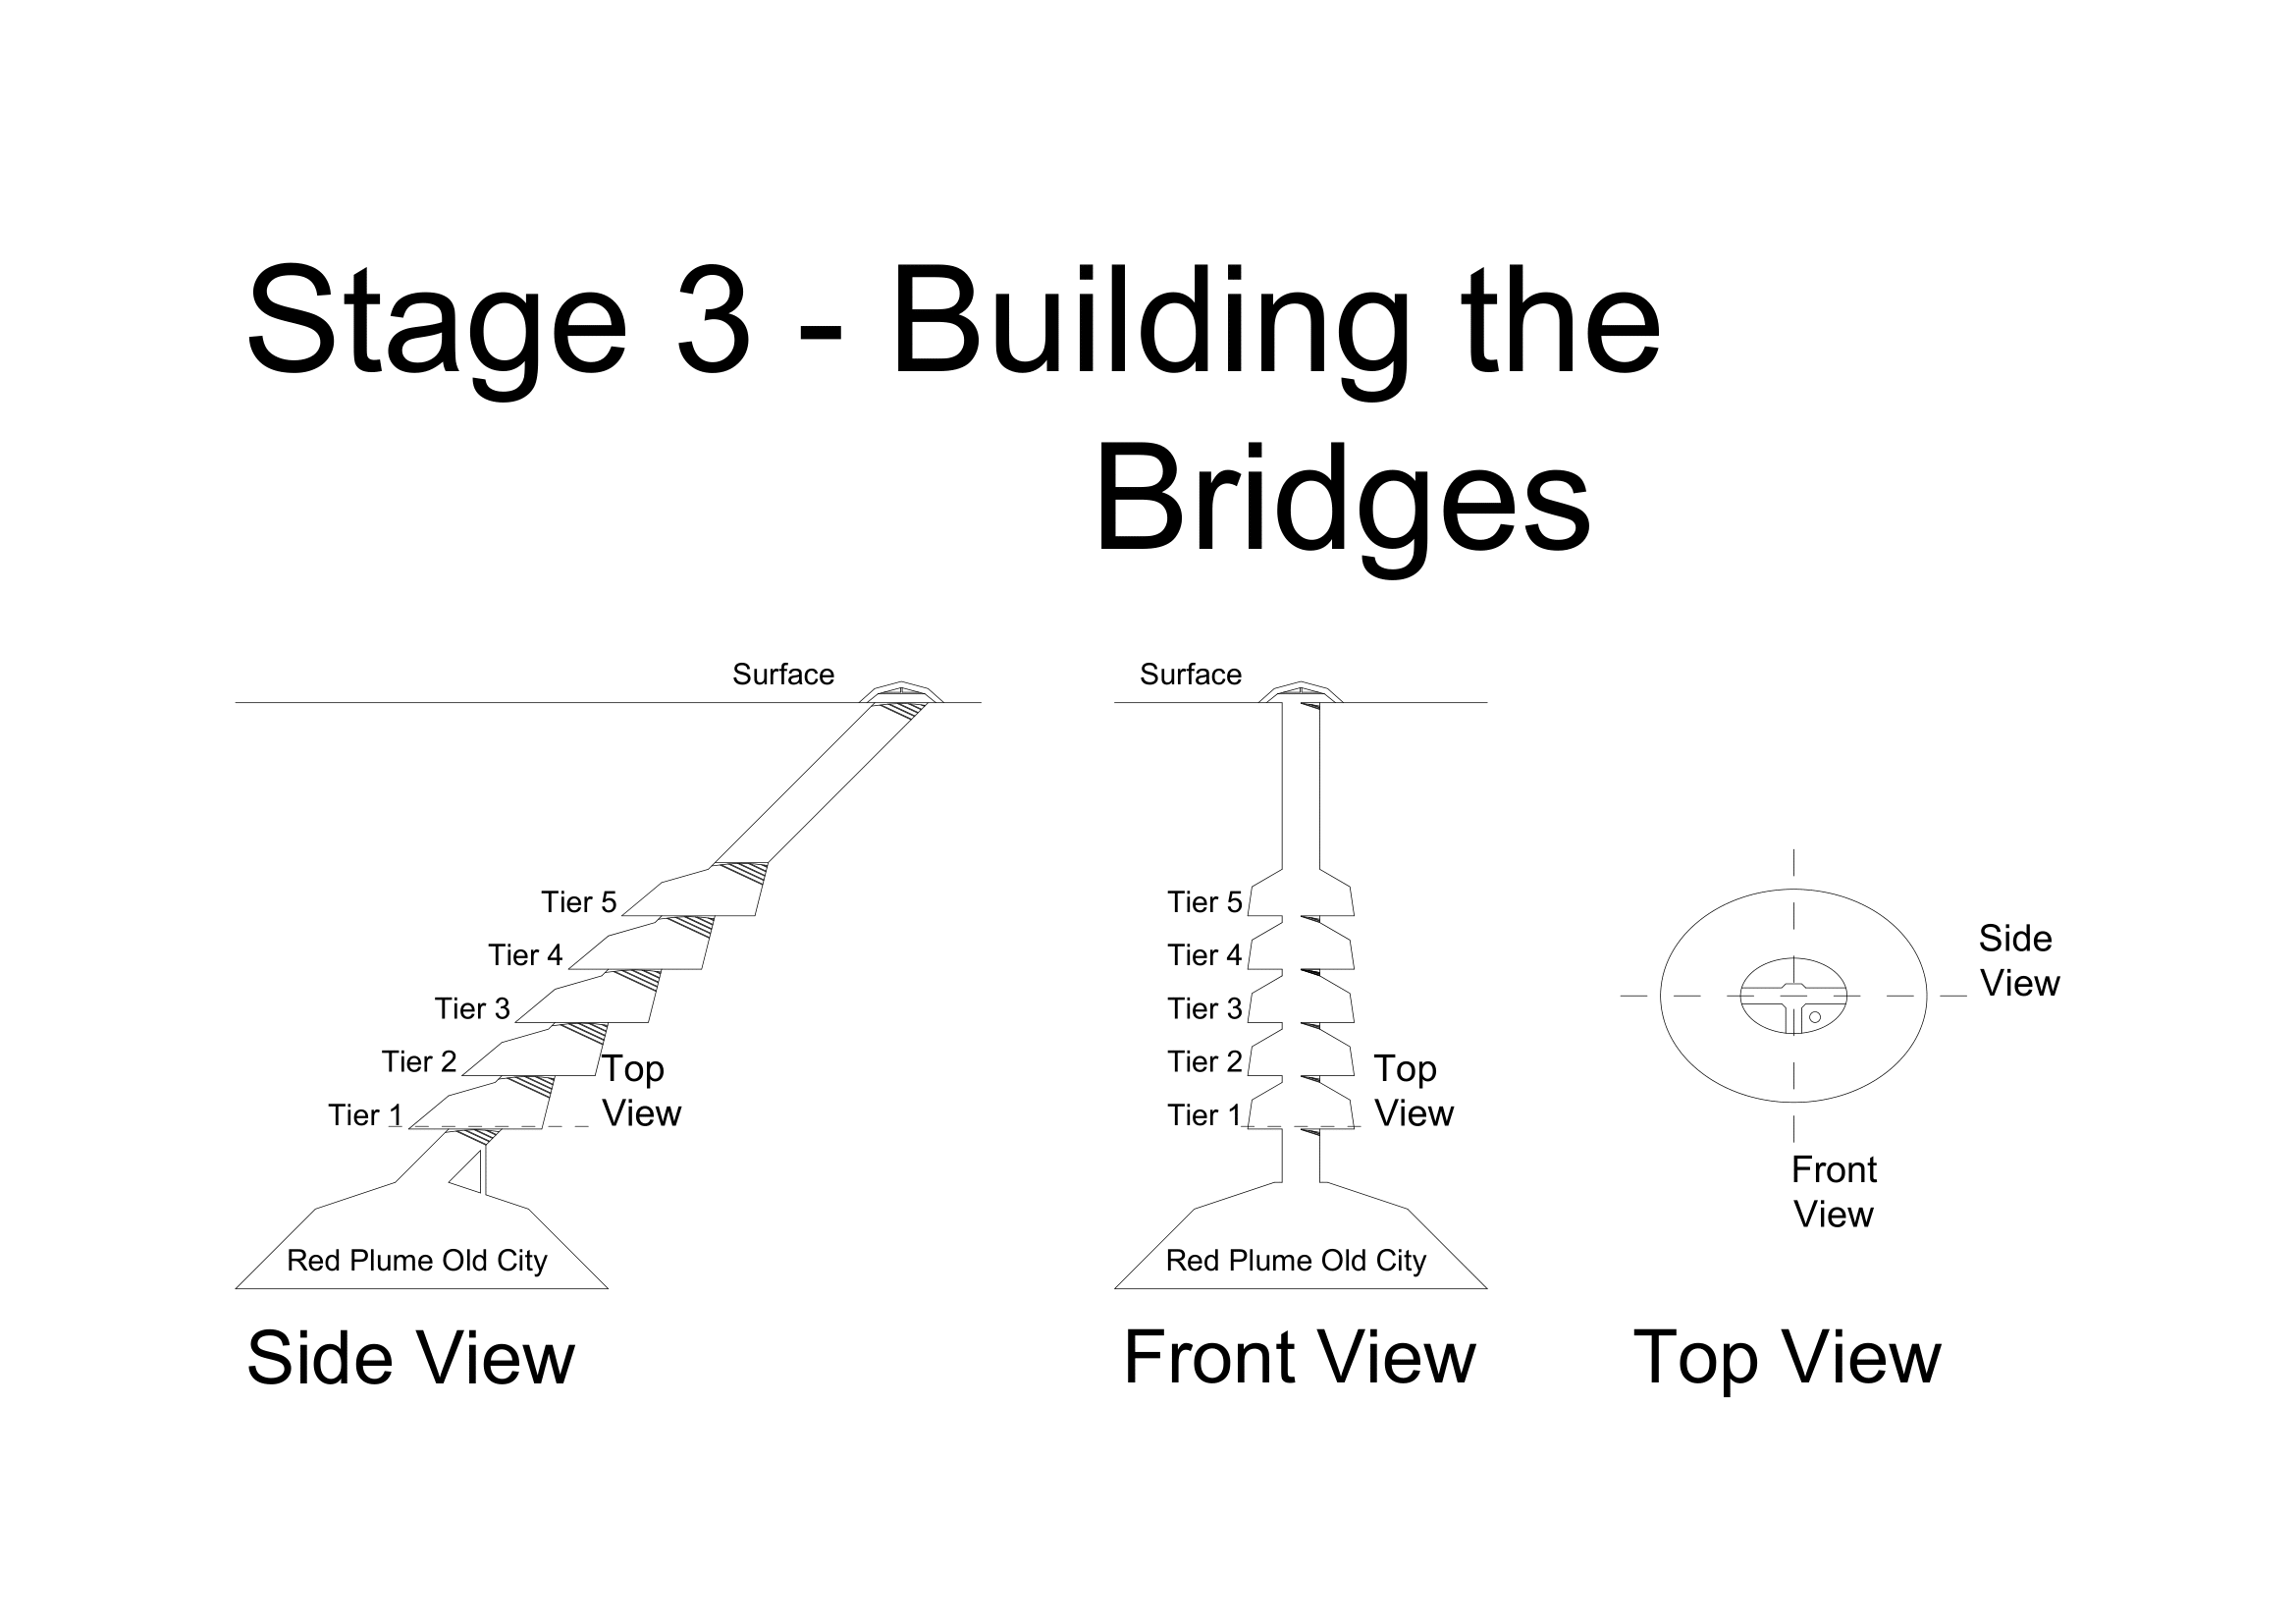 Stage 3 - Building the
Bridges
Surface
Tier 5
Tier 4
Tier 3
Tier 2
Tier 1
Top
View
Red Plume Old City
Side View
Surface
Tier 5
Tier 4
Tier 3
Tier 2
Tier 1
Top
View
Red Plume Old City
Front View
Side
View
Front
View
Top View